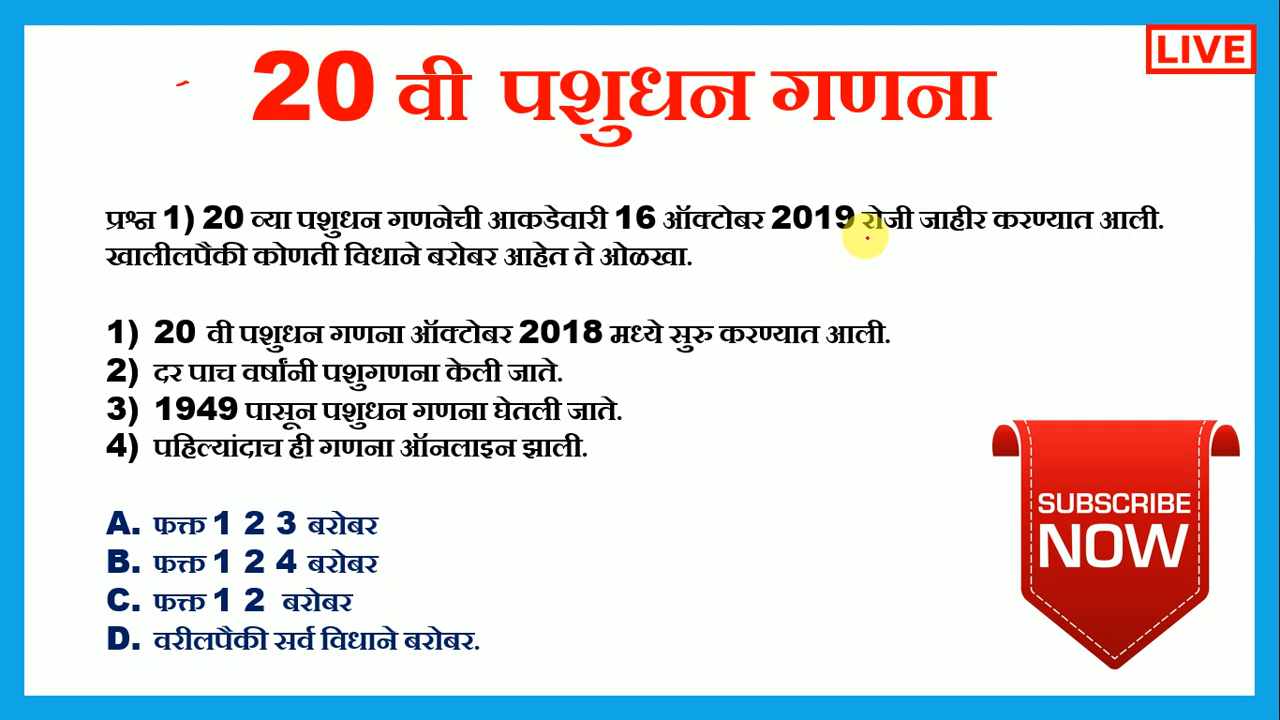 LIVE
20 वी पशुधन गणना
प्रश्न 1) 20 व्या पशुधन गणनेची आकडेवारी 16 ऑक्टोबर 2019 रोजी जाहीर करण्यात आली.
खालीलपैकी कोणती विधाने बरोबर आहेत ते ओळखा.
1) 20 वी पशुधन गणना ऑक्टोबर 2018 मध्ये सुरु करण्यात आली.
2) दर पाच वर्षांनी पशुगणना केली जाते.
3) 1949 पासून पशुधन गणना घेतली जाते.
4) पहिल्यांदाच ही गणना ऑनलाइन झाली.
A. फक्त 1 2 3 बरोबर
B. फक्त 1 2 4 बरोबर
C. फक्त 1 2 बरोबर
D. वरीलपैकी सर्व विधाने बरोबर.
SUBSCRIBE
NOW